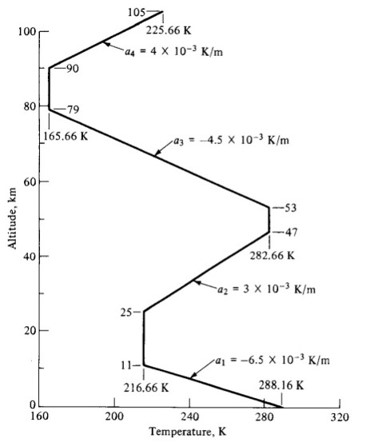 105
100
225.66 K
a₄ = 4 × 10⁻³ K/m
90
80
79
165.66 K
a₃ = −4.5 × 10⁻³ K/m
60
53
47
Altitude, km
282.66 K
40
a₂ = 3 × 10⁻³ K/m
25
20
11
a₁ = −6.5 × 10⁻³ K/m
216.66 K
288.16 K
0
160
200
240
280
320
Temperature, K